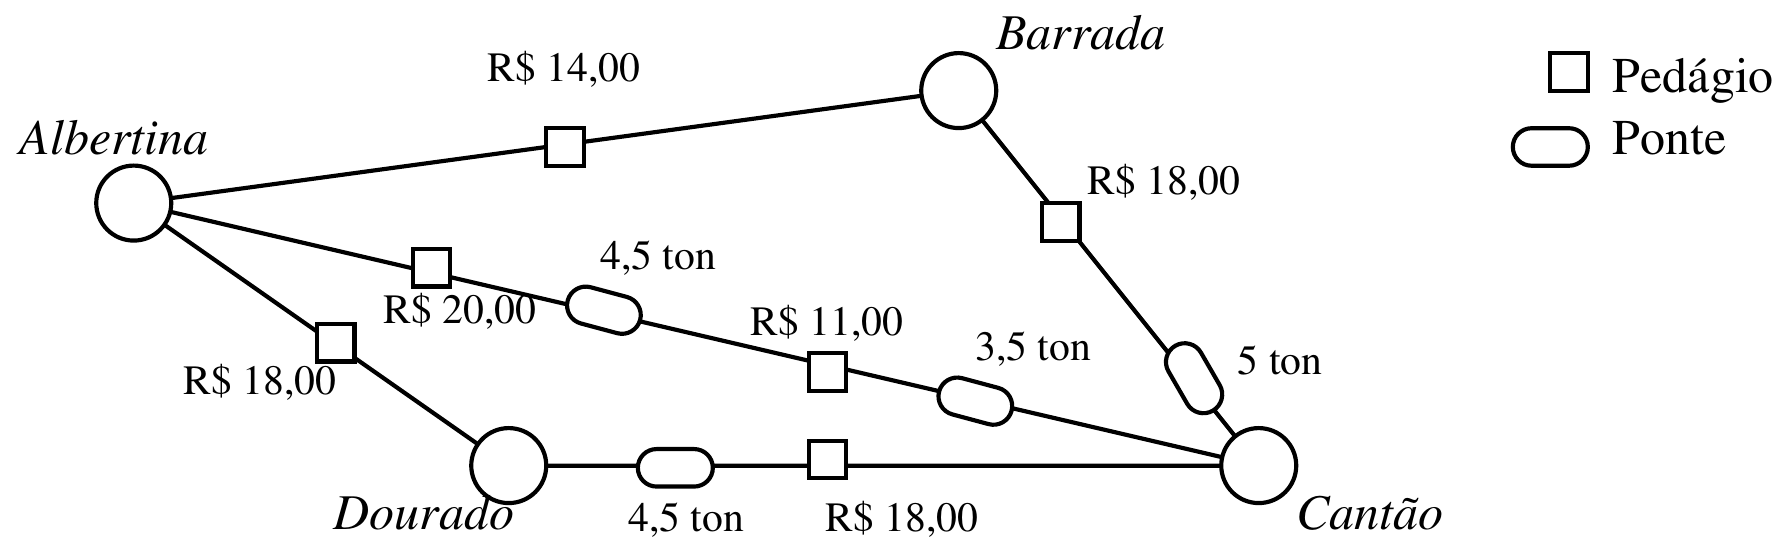 Barrada
R$ 14,00
Pedágio
Albertina
Ponte
R$ 18,00
4,5 ton
R$ 20,00
R$ 11,00
3,5 ton
5 ton
R$ 18,00
Dourado
4,5 ton
R$ 18,00
Cantão